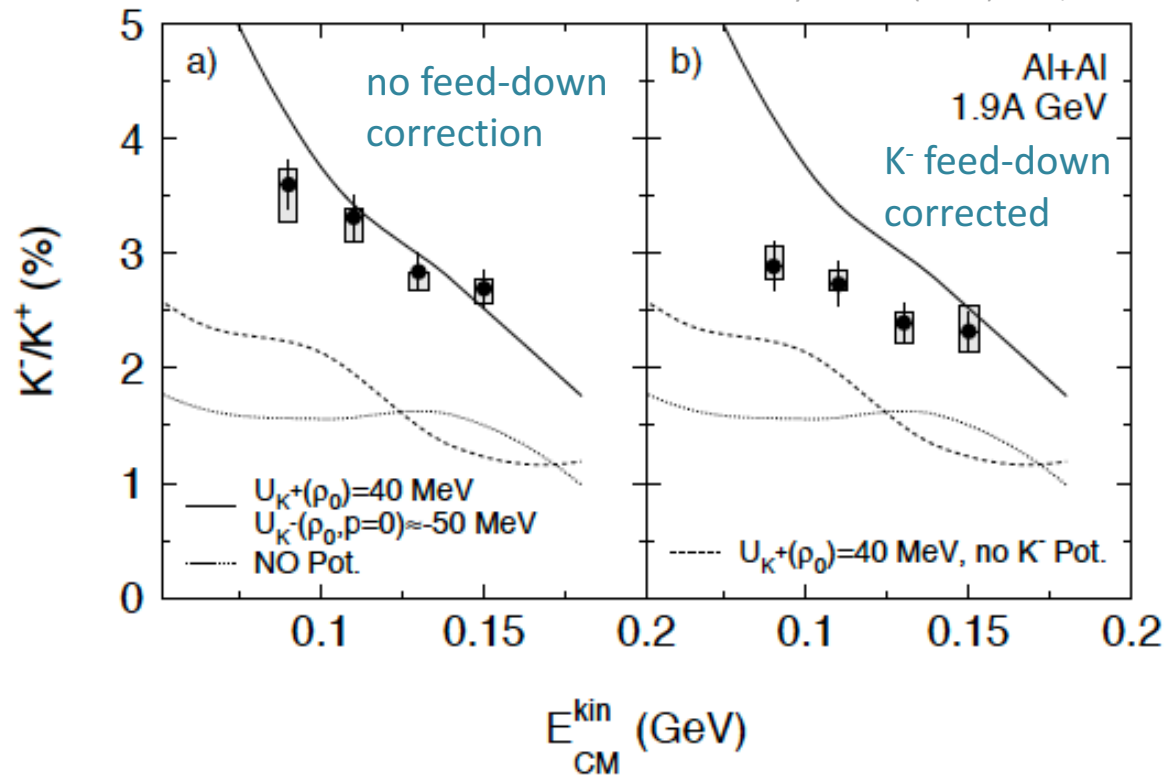 5
4
3
2
1
0
K⁻/K⁺ (%)
a)
no feed-down
correction
U_K⁺(ρ₀)=40 MeV
U_K⁻(ρ₀,p=0)≈-50 MeV
NO Pot.
b)
Al+Al
1.9A GeV
K⁻ feed-down
corrected
U_K⁺(ρ₀)=40 MeV, no K⁻ Pot.
0.1 0.15 0.2 0.1 0.15 0.2
E_CM^kin (GeV)